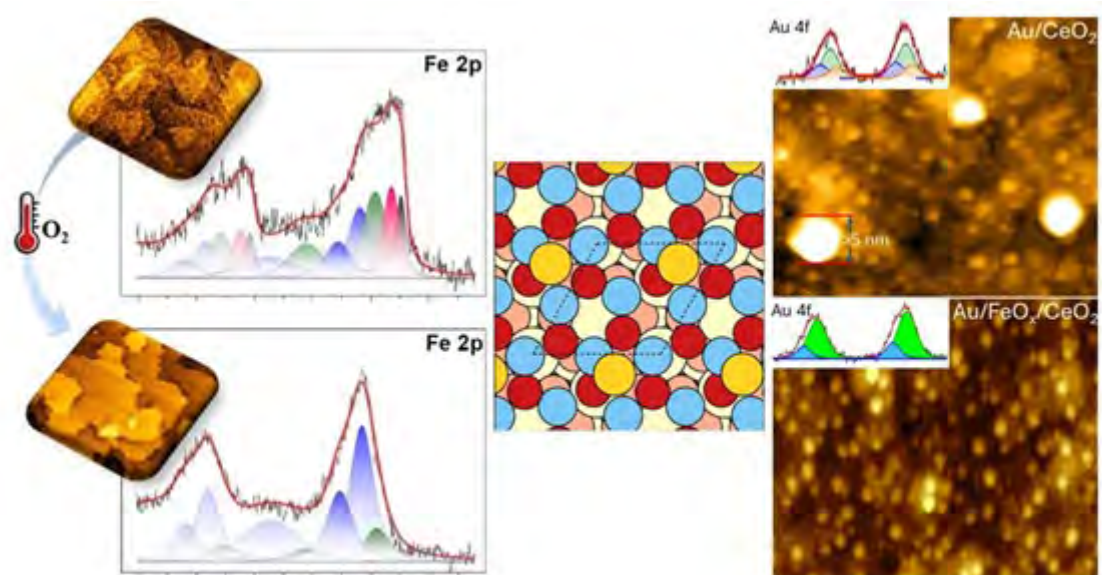 O₂
Fe 2p
Fe 2p
Au 4f
Au/CeO₂
>5 nm
Au 4f
Au/FeOₓ/CeO₂